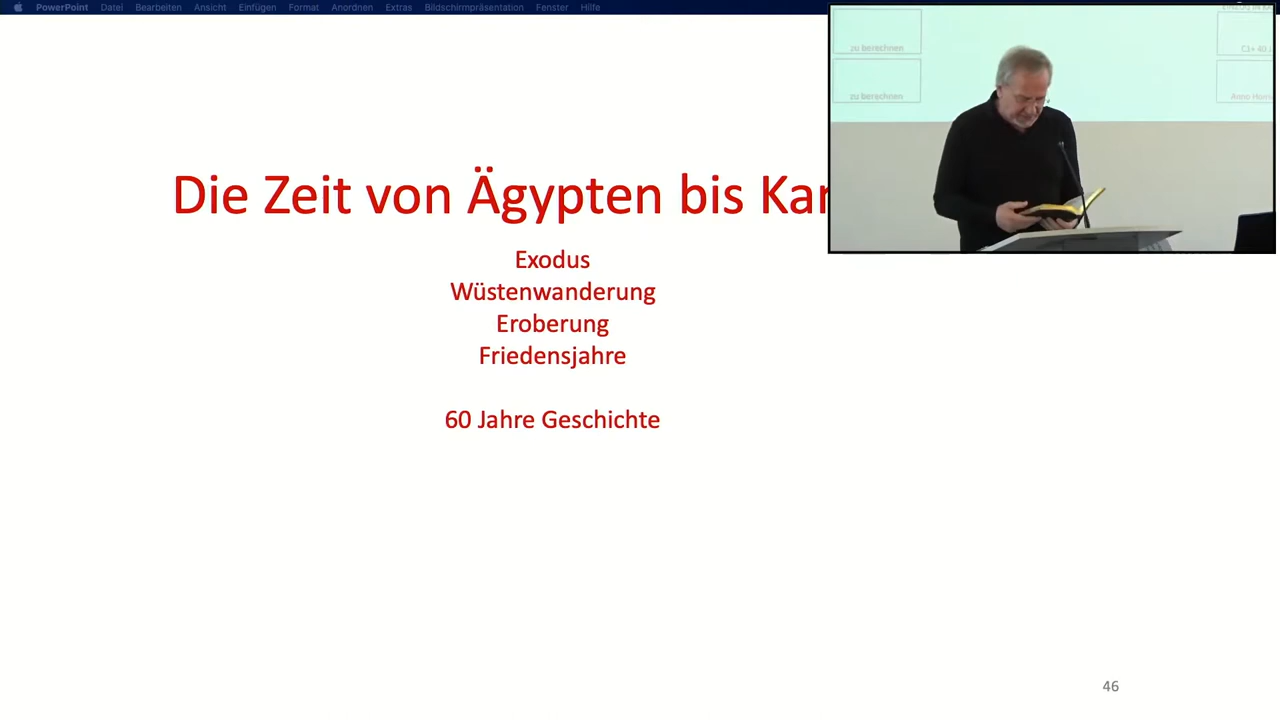 PowerPoint Datei Bearbeiten Ansicht Einfügen Format Anordnen Extras Bildschirmpräsentation Fenster Hilfe
zu berechnen
zu berechnen
Die Zeit von Ägypten bis
Exodus
Wüstenwanderung
Eroberung
Friedensjahre
60 Jahre Geschichte
46